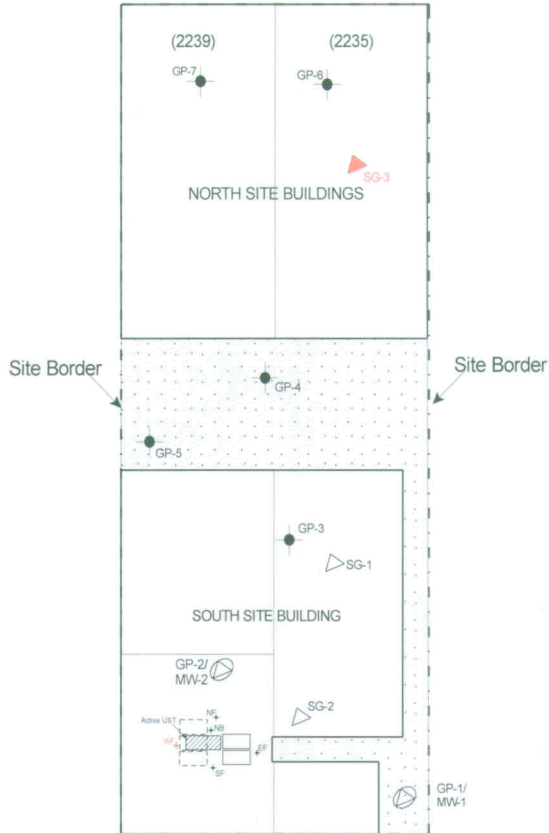 (2239)
(2235)
GP-7
GP-6
SG-3
NORTH SITE BUILDINGS
Site Border
Site Border
GP-4
GP-5
GP-3
SG-1
SOUTH SITE BUILDING
GP-2/
MW-2
SG-2
NF
Active UST
NB
WF
EF
SF
GP-1/
MW-1